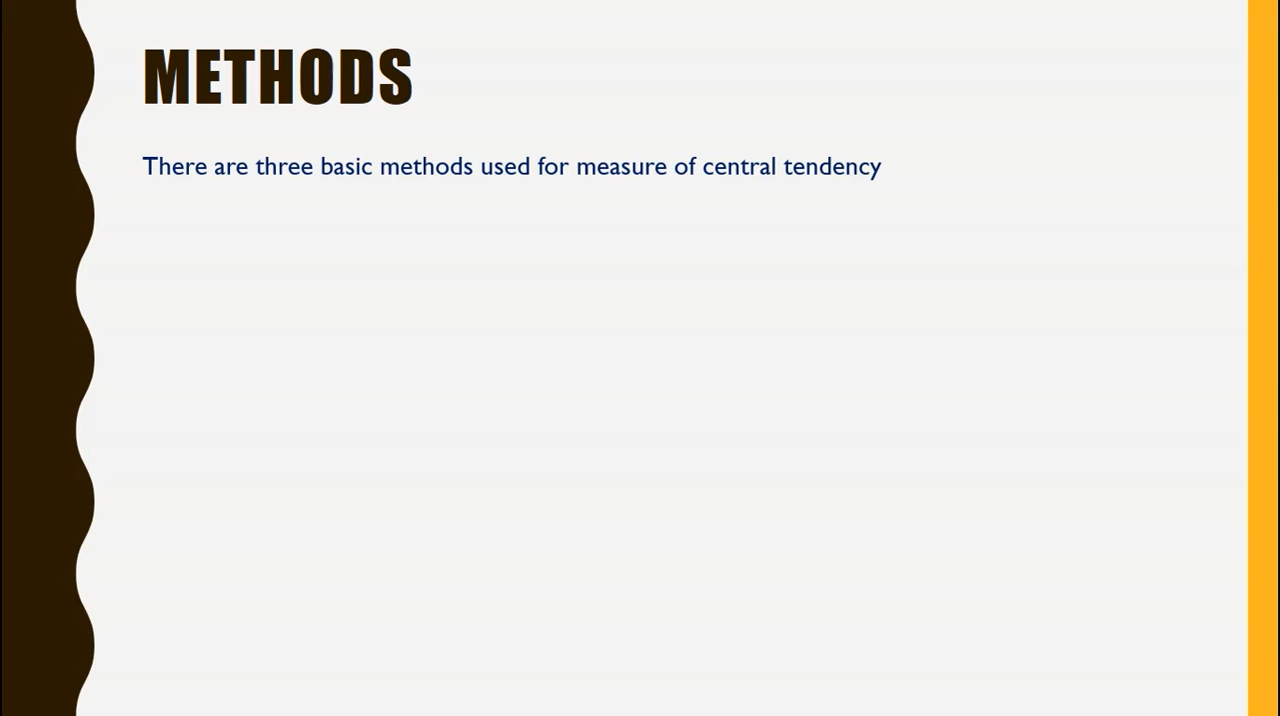 METHODS
There are three basic methods used for measure of central tendency